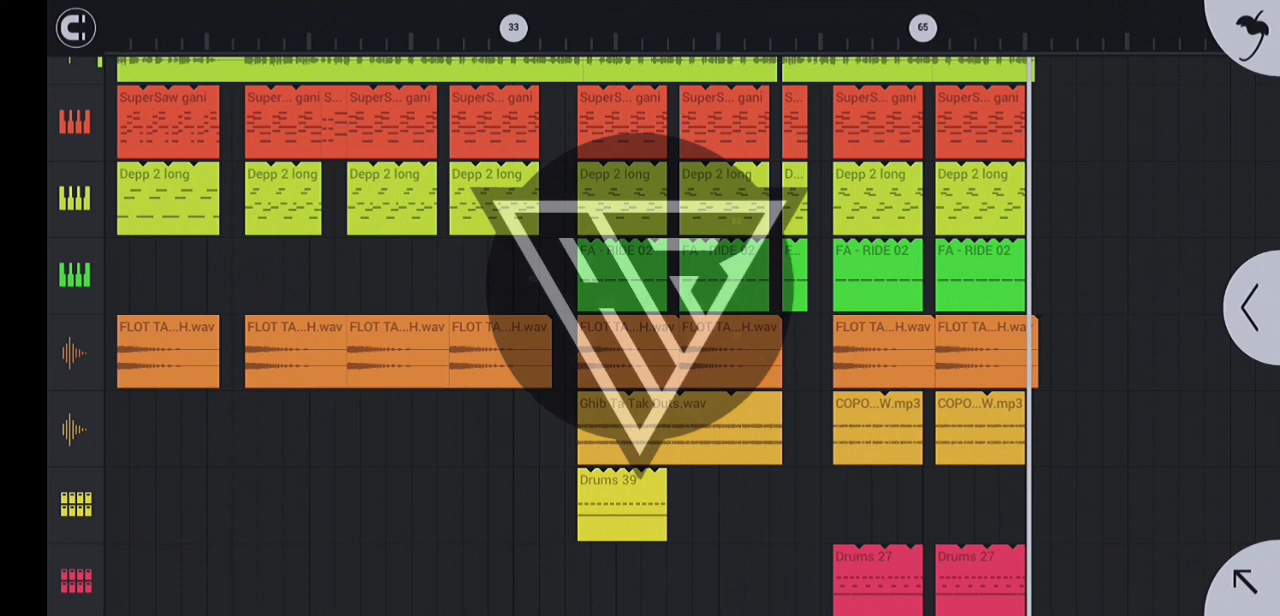 33 65
SuperSaw gani Super... gani S... SuperS... gani SuperS... gani SuperS... gani SuperS... gani S... SuperS... gani SuperS... gani
Depp 2 long Depp 2 long Depp 2 long Depp 2 long Depp 2 long Depp 2 long D... Depp 2 long Depp 2 long
FA - RIDE 02 FA - RIDE 02 F... FA - RIDE 02 FA - RIDE 02
FLOT TA...H.wav FLOT TA...H.wav FLOT TA...H.wav FLOT TA...H.wav FLOT TA...H.wav FLOT TA...H.wav FLOT TA...H.wav FLOT TA...H.wav
Ghib Ta Tak Duts.wav COPO...W.mp3 COPO...W.mp3
Drums 39
Drums 27 Drums 27